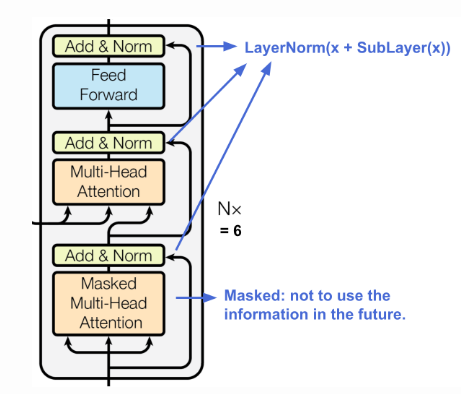 Add & Norm
LayerNorm(x + SubLayer(x))
Feed
Forward
Add & Norm
Multi-Head
Attention
N×
= 6
Add & Norm
Masked
Multi-Head
Attention
Masked: not to use the
information in the future.